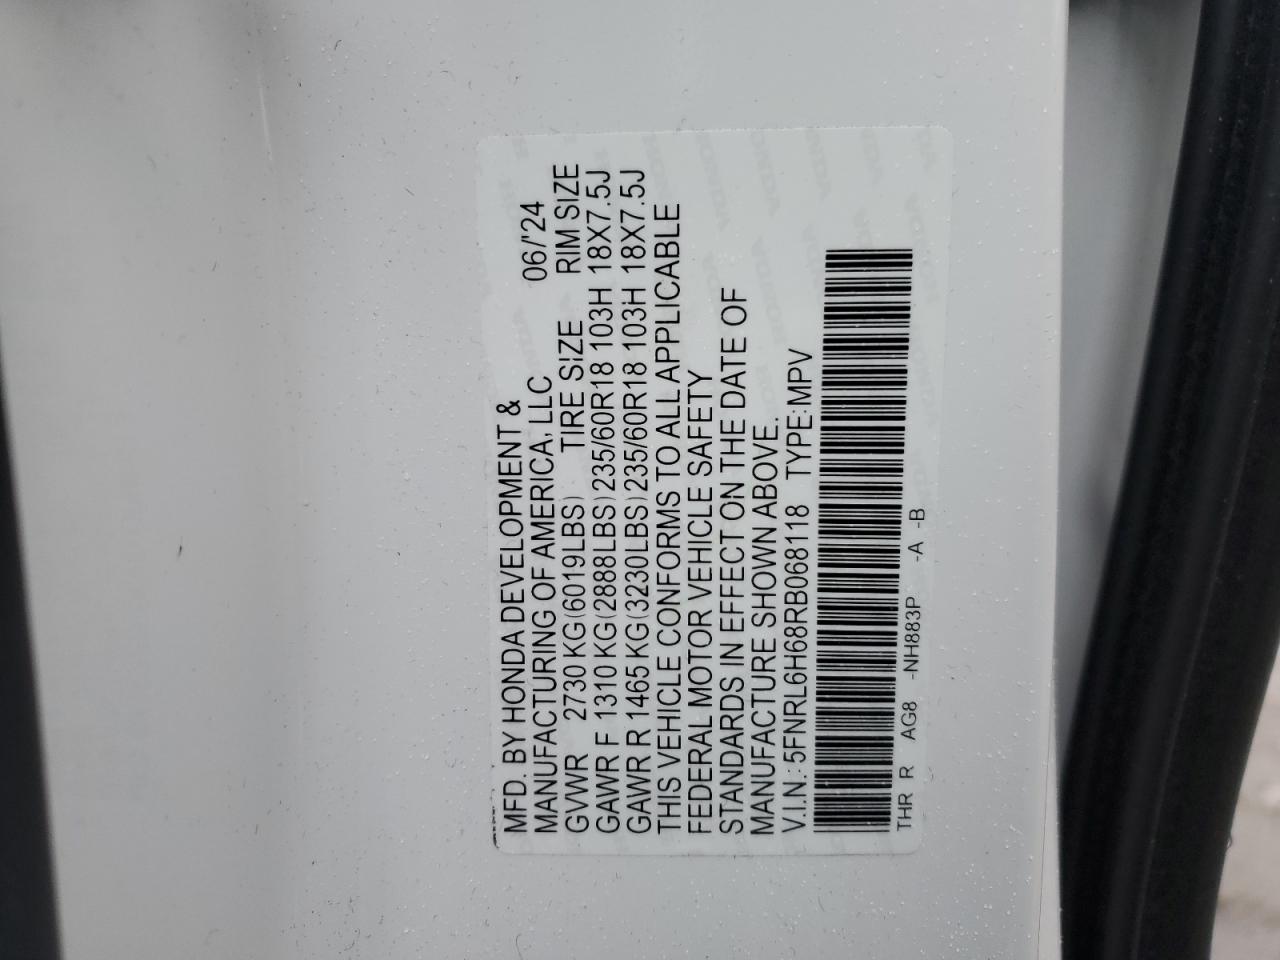 MFD. BY HONDA DEVELOPMENT &
MANUFACTURING OF AMERICA, LLC 06/'24
GVWR 2730 KG(6019LBS) TIRE SIZE RIM SIZE
GAWR F 1310 KG(2888LBS)235/60R18 103H 18X7.5J
GAWR R 1465 KG(3230LBS)235/60R18 103H 18X7.5J
THIS VEHICLE CONFORMS TO ALL APPLICABLE
FEDERAL MOTOR VEHICLE SAFETY
STANDARDS IN EFFECT ON THE DATE OF
MANUFACTURE SHOWN ABOVE.
V.I.N.: 5FNRL6H68RB068118 TYPE:MPV
THR R AG8 -NH883P -A -B